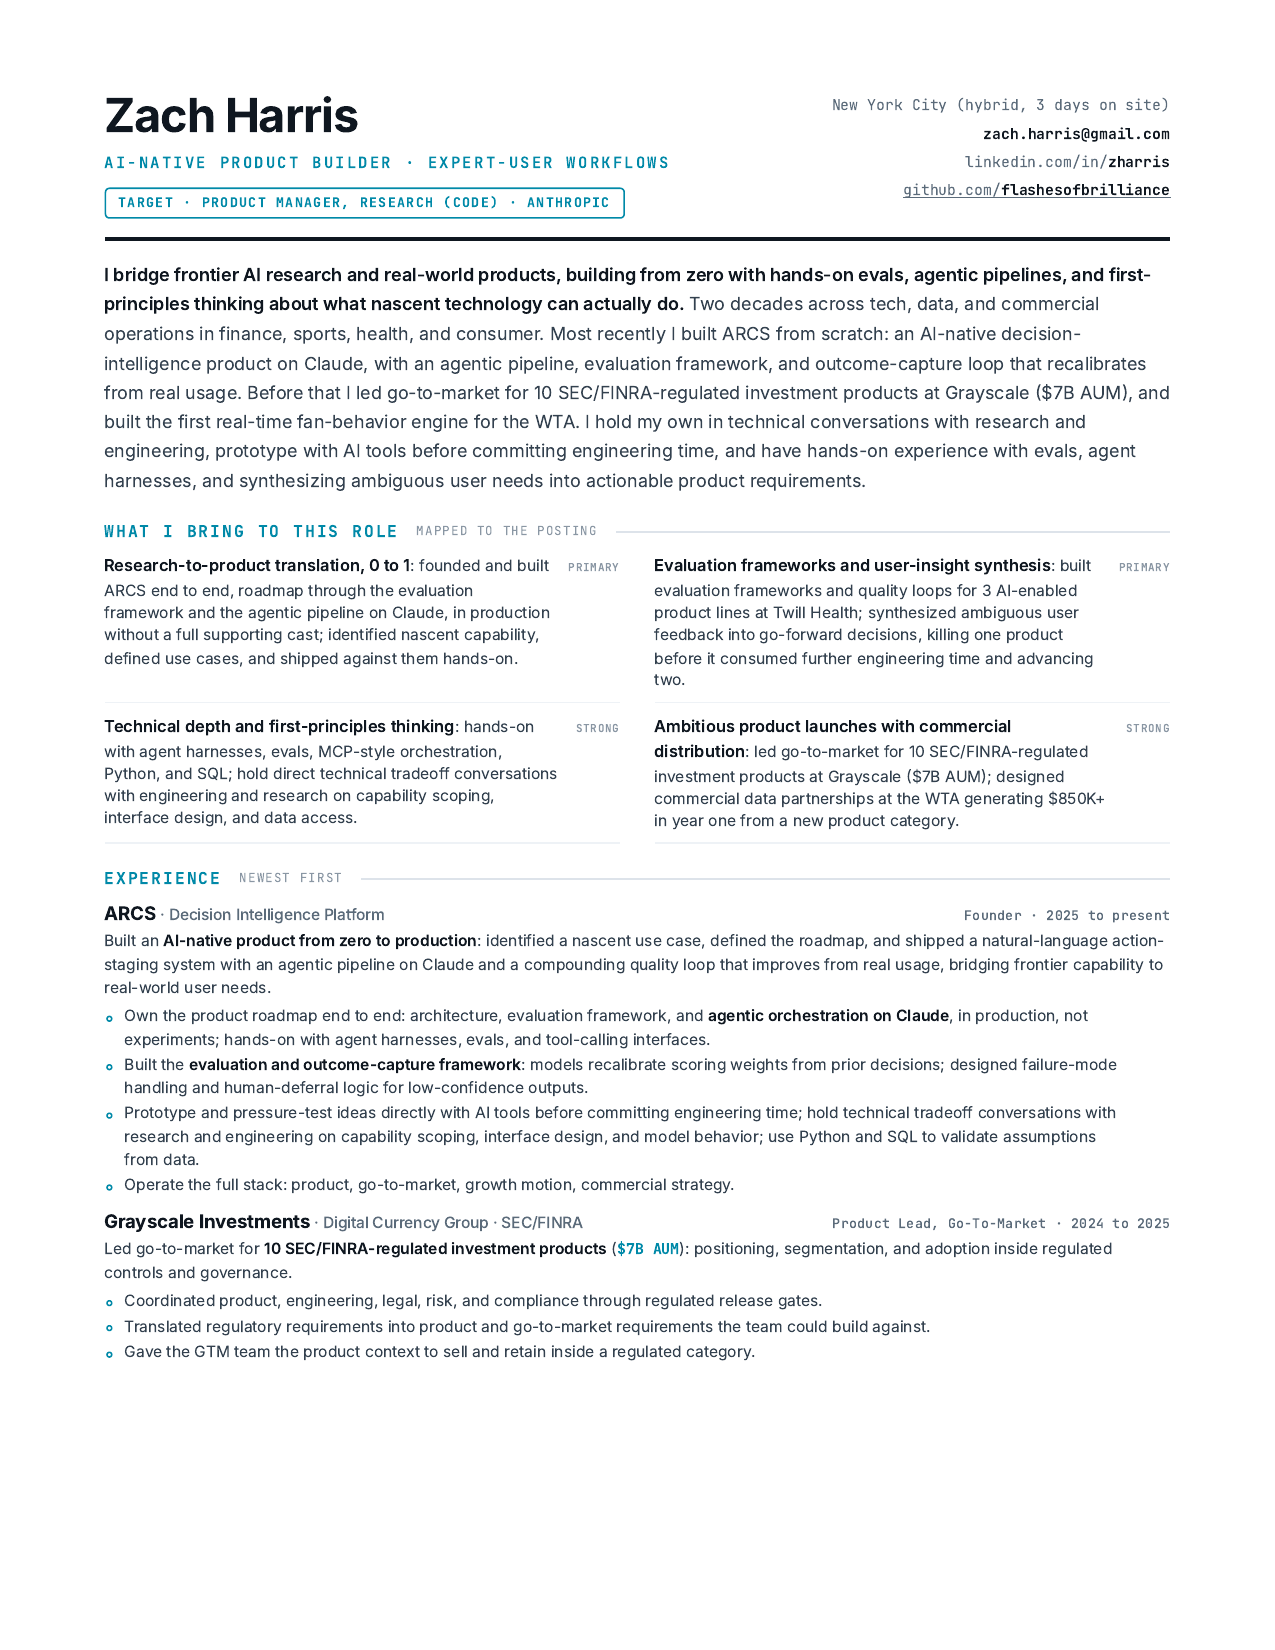 Zach Harris
AI-NATIVE PRODUCT BUILDER · EXPERT-USER WORKFLOWS
TARGET · PRODUCT MANAGER, RESEARCH (CODE) · ANTHROPIC
New York City (hybrid, 3 days on site)
zach.harris@gmail.com
linkedin.com/in/zharris
github.com/flashesofbrilliance
I bridge frontier AI research and real-world products, building from zero with hands-on evals, agentic pipelines, and first-
principles thinking about what nascent technology can actually do. Two decades across tech, data, and commercial
operations in finance, sports, health, and consumer. Most recently I built ARCS from scratch: an AI-native decision-
intelligence product on Claude, with an agentic pipeline, evaluation framework, and outcome-capture loop that recalibrates
from real usage. Before that I led go-to-market for 10 SEC/FINRA-regulated investment products at Grayscale ($7B AUM), and
built the first real-time fan-behavior engine for the WTA. I hold my own in technical conversations with research and
engineering, prototype with AI tools before committing engineering time, and have hands-on experience with evals, agent
harnesses, and synthesizing ambiguous user needs into actionable product requirements.
WHAT I BRING TO THIS ROLE MAPPED TO THE POSTING
Research-to-product translation, 0 to 1: founded and built PRIMARY
ARCS end to end, roadmap through the evaluation
framework and the agentic pipeline on Claude, in production
without a full supporting cast; identified nascent capability,
defined use cases, and shipped against them hands-on.
Evaluation frameworks and user-insight synthesis: built PRIMARY
evaluation frameworks and quality loops for 3 AI-enabled
product lines at Twill Health; synthesized ambiguous user
feedback into go-forward decisions, killing one product
before it consumed further engineering time and advancing
two.
Technical depth and first-principles thinking: hands-on STRONG
with agent harnesses, evals, MCP-style orchestration,
Python, and SQL; hold direct technical tradeoff conversations
with engineering and research on capability scoping,
interface design, and data access.
Ambitious product launches with commercial STRONG
distribution: led go-to-market for 10 SEC/FINRA-regulated
investment products at Grayscale ($7B AUM); designed
commercial data partnerships at the WTA generating $850K+
in year one from a new product category.
EXPERIENCE NEWEST FIRST
ARCS · Decision Intelligence Platform Founder · 2025 to present
Built an AI-native product from zero to production: identified a nascent use case, defined the roadmap, and shipped a natural-language action-
staging system with an agentic pipeline on Claude and a compounding quality loop that improves from real usage, bridging frontier capability to
real-world user needs.
Own the product roadmap end to end: architecture, evaluation framework, and agentic orchestration on Claude, in production, not
experiments; hands-on with agent harnesses, evals, and tool-calling interfaces.
Built the evaluation and outcome-capture framework: models recalibrate scoring weights from prior decisions; designed failure-mode
handling and human-deferral logic for low-confidence outputs.
Prototype and pressure-test ideas directly with AI tools before committing engineering time; hold technical tradeoff conversations with
research and engineering on capability scoping, interface design, and model behavior; use Python and SQL to validate assumptions
from data.
Operate the full stack: product, go-to-market, growth motion, commercial strategy.
Grayscale Investments · Digital Currency Group · SEC/FINRA Product Lead, Go-To-Market · 2024 to 2025
Led go-to-market for 10 SEC/FINRA-regulated investment products ($7B AUM): positioning, segmentation, and adoption inside regulated
controls and governance.
Coordinated product, engineering, legal, risk, and compliance through regulated release gates.
Translated regulatory requirements into product and go-to-market requirements the team could build against.
Gave the GTM team the product context to sell and retain inside a regulated category.